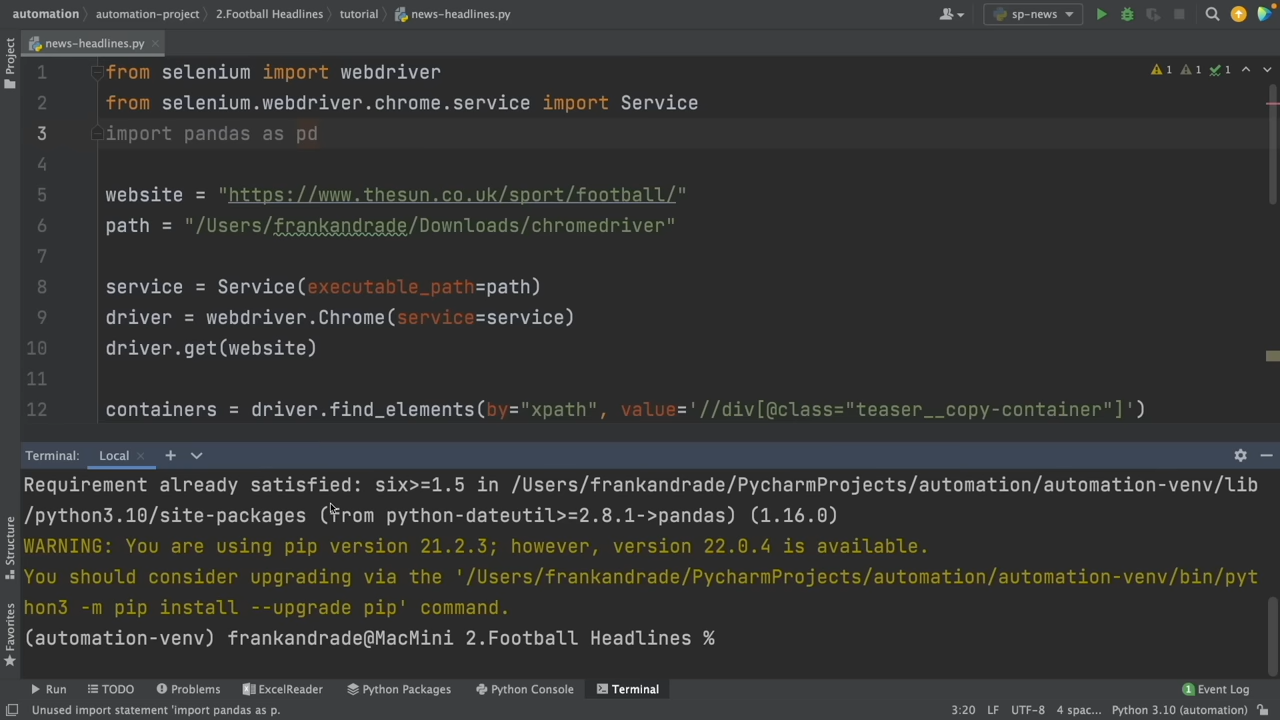 automation
automation-project
2.Football Headlines
tutorial
news-headlines.py
sp-news
Project
news-headlines.py
1 from selenium import webdriver
1 1 1
2 from selenium.webdriver.chrome.service import Service
3 import pandas as pd
4
5 website = "https://www.thesun.co.uk/sport/football/"
6 path = "/Users/frankandrade/Downloads/chromedriver"
7
8 service = Service(executable_path=path)
9 driver = webdriver.Chrome(service=service)
10 driver.get(website)
11
12 containers = driver.find_elements(by="xpath", value='//div[@class="teaser__copy-container"]')
Terminal: Local
Requirement already satisfied: six>=1.5 in /Users/frankandrade/PycharmProjects/automation/automation-venv/lib
/python3.10/site-packages (from python-dateutil>=2.8.1->pandas) (1.16.0)
WARNING: You are using pip version 21.2.3; however, version 22.0.4 is available.
You should consider upgrading via the '/Users/frankandrade/PycharmProjects/automation/automation-venv/bin/pyt
hon3 -m pip install --upgrade pip' command.
(automation-venv) frankandrade@MacMini 2.Football Headlines %
Structure
Favorites
Run TODO Problems ExcelReader Python Packages Python Console Terminal 1 Event Log
Unused import statement 'import pandas as p. 3:20 LF UTF-8 4 spac... Python 3.10 (automation)